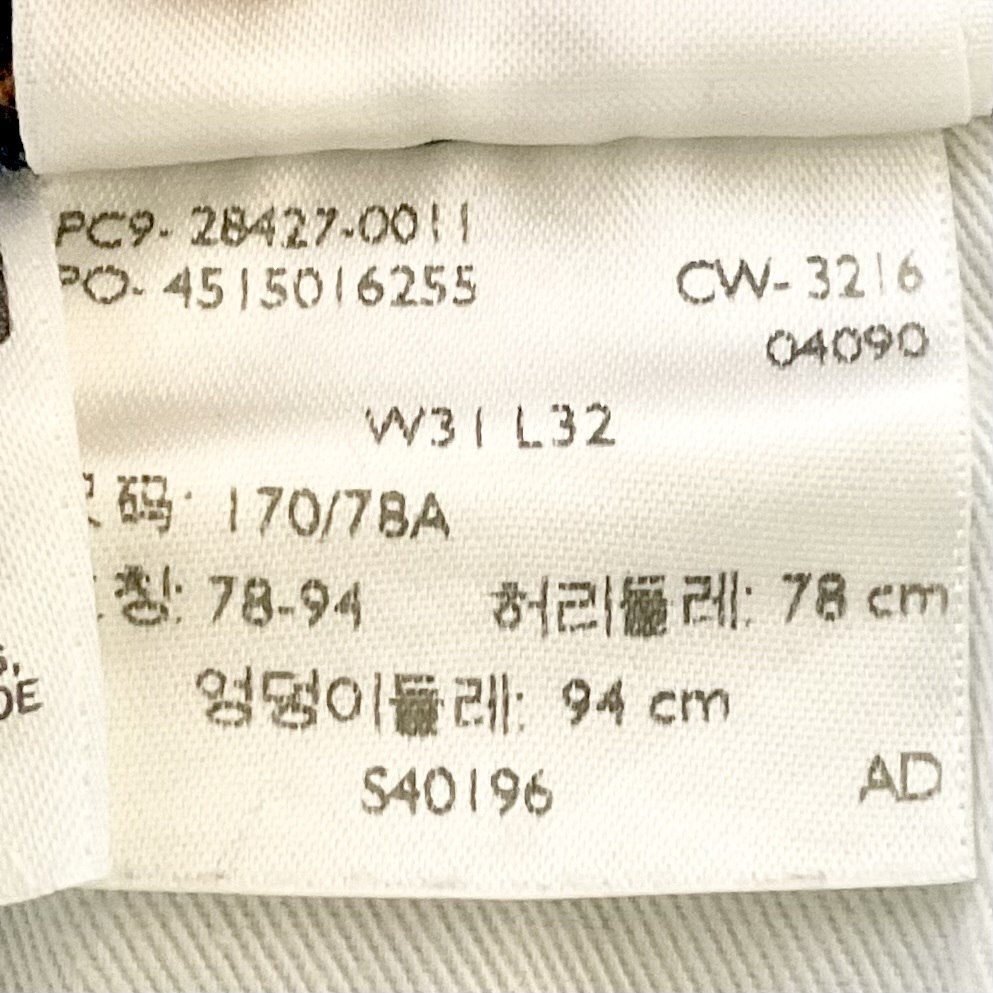 PC9- 28427-0011
PO- 4515016255
CW- 3216
04090
W31 L32
码: 170/78A
칭: 78-94 허리둘레: 78 cm
엉덩이둘레: 94 cm
S40196 AD